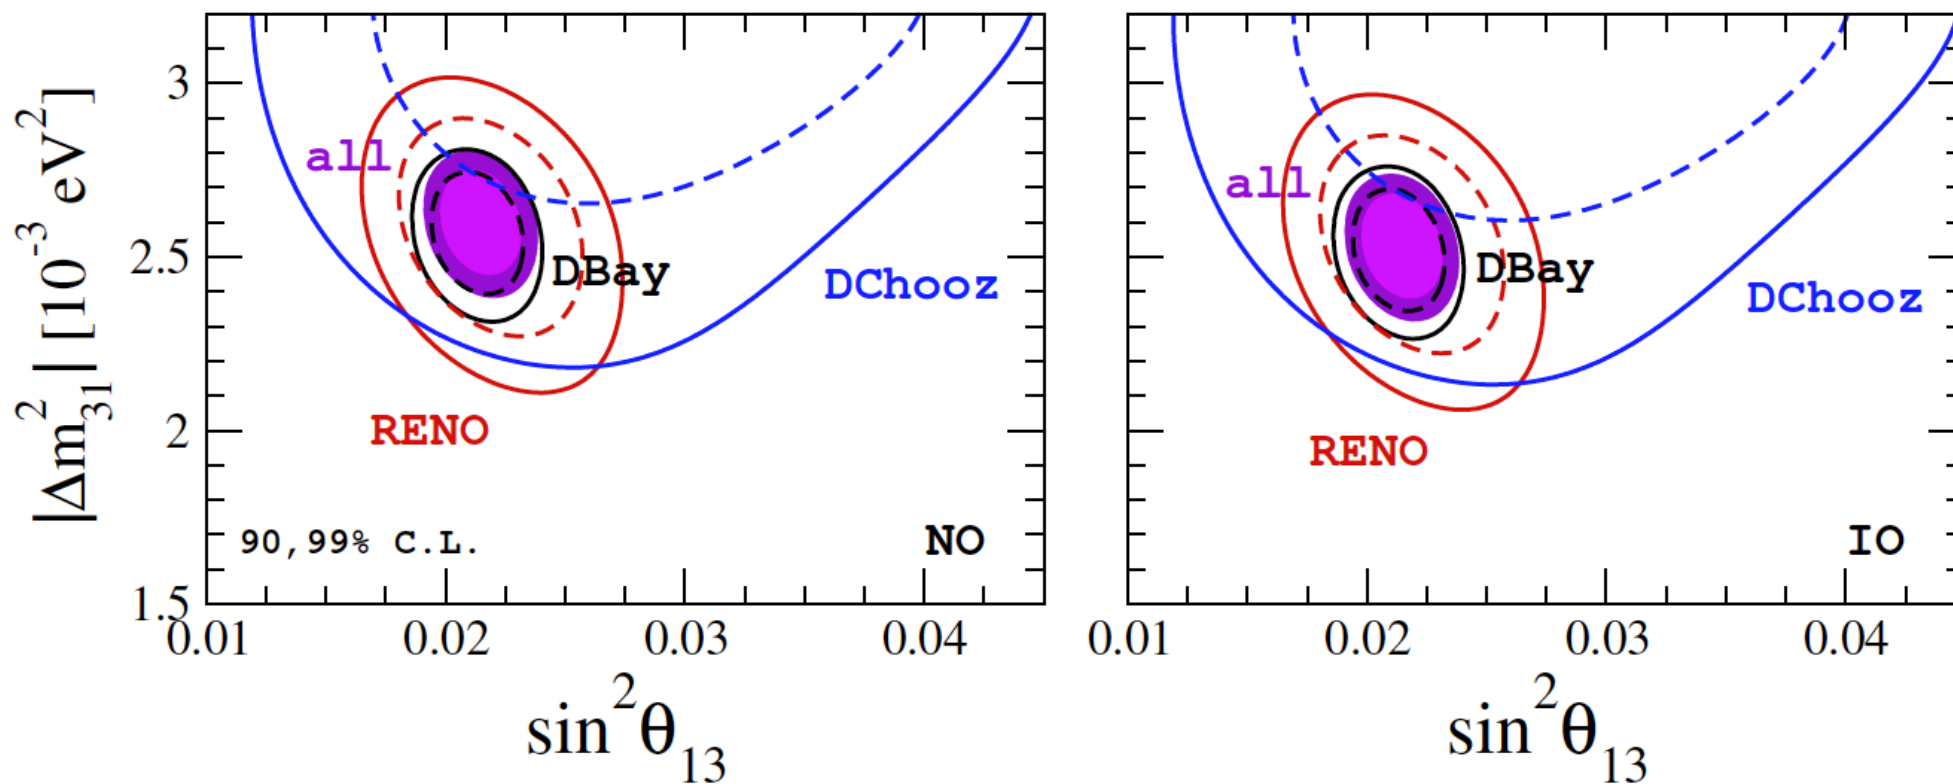 |Δm²₃₁| [10⁻³ eV²]
3
2.5
2
1.5
all
DBay
DChooz
RENO
90,99% C.L.
NO
0.01 0.02 0.03 0.04
sin²θ₁₃
all
DBay
DChooz
RENO
IO
0.01 0.02 0.03 0.04
sin²θ₁₃